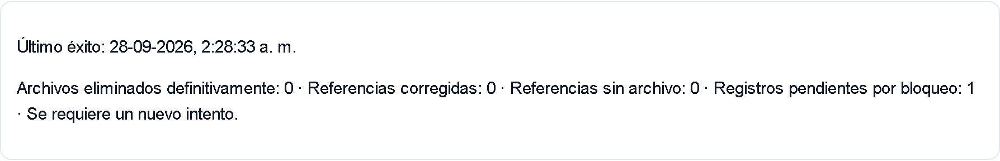 Último éxito: 28-09-2026, 2:28:33 a. m.
Archivos eliminados definitivamente: 0 · Referencias corregidas: 0 · Referencias sin archivo: 0 · Registros pendientes por bloqueo: 1
· Se requiere un nuevo intento.